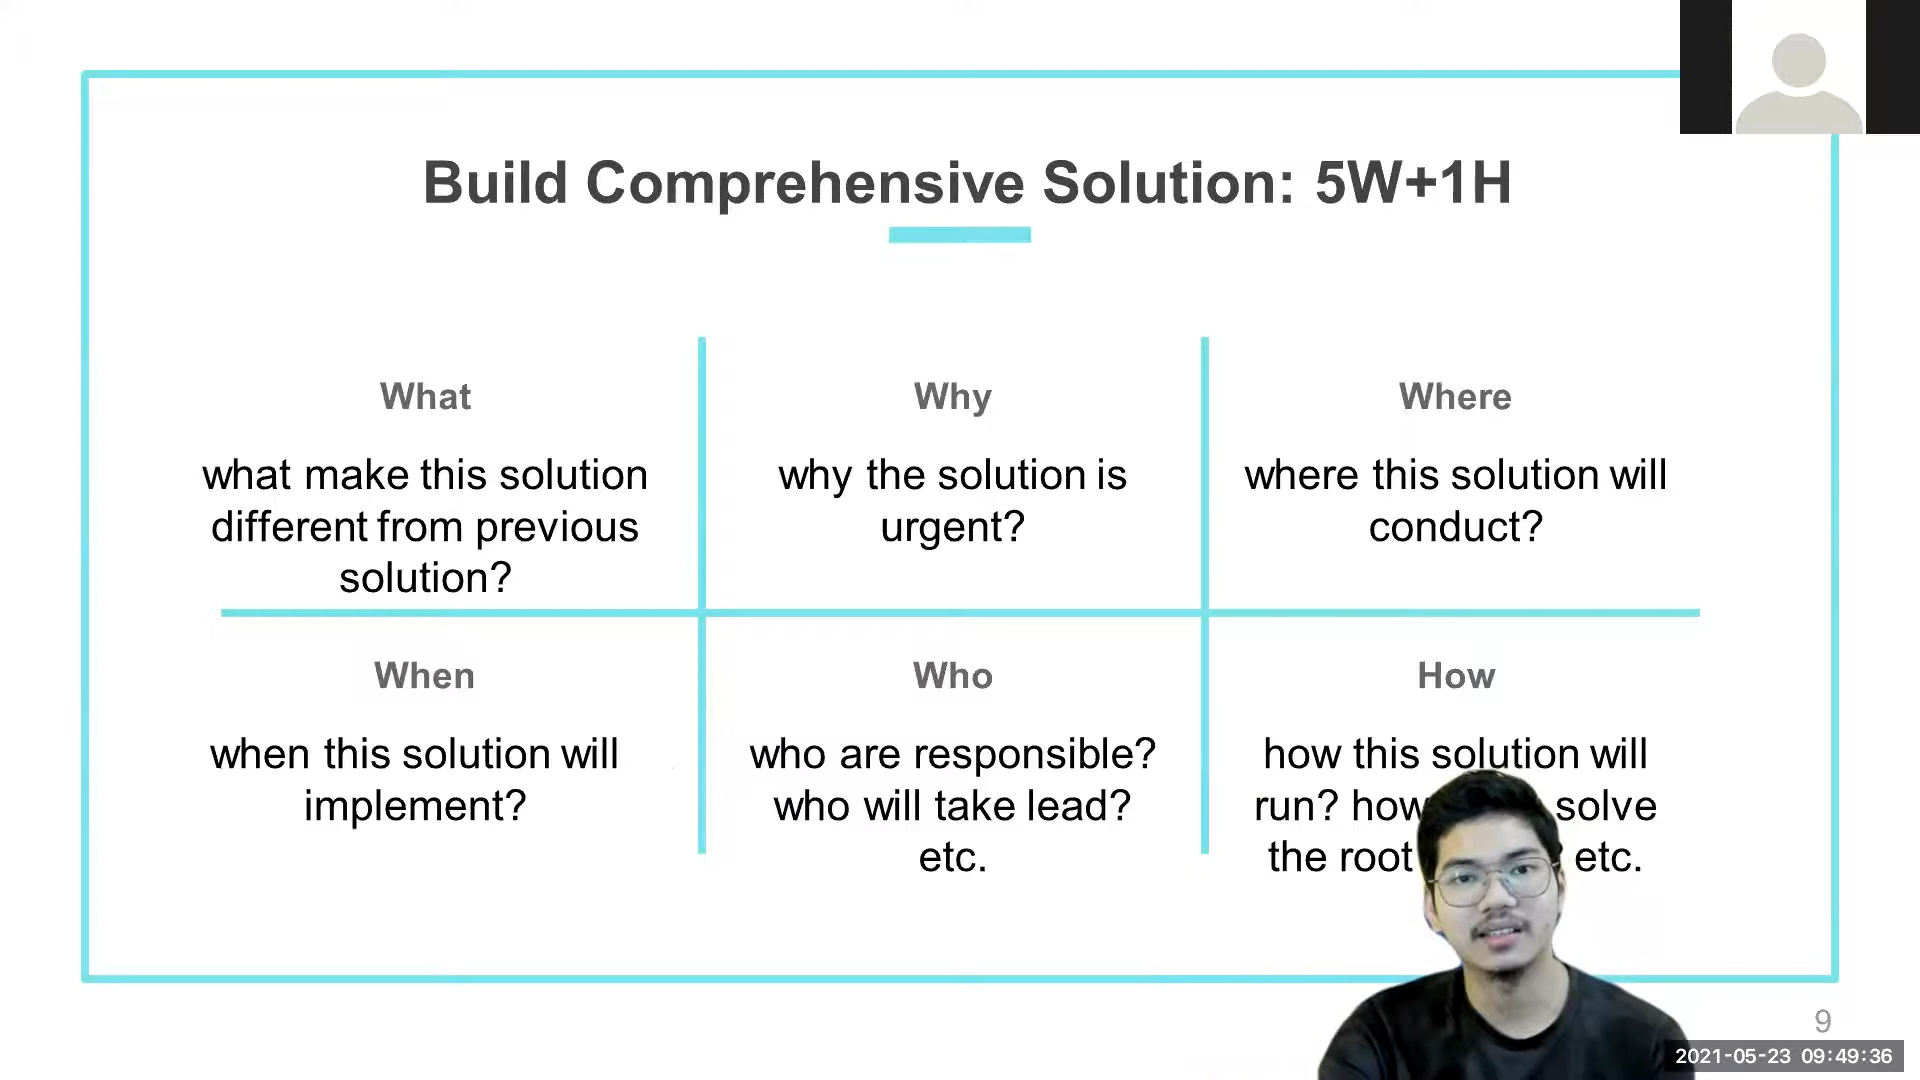 Build Comprehensive Solution: 5W+1H
What
what make this solution
different from previous
solution?
Why
why the solution is
urgent?
Where
where this solution will
conduct?
When
when this solution will
implement?
Who
who are responsible?
who will take lead?
etc.
How
how this solution will
run? how solve
the root etc.
9
2021-05-23 09:49:36